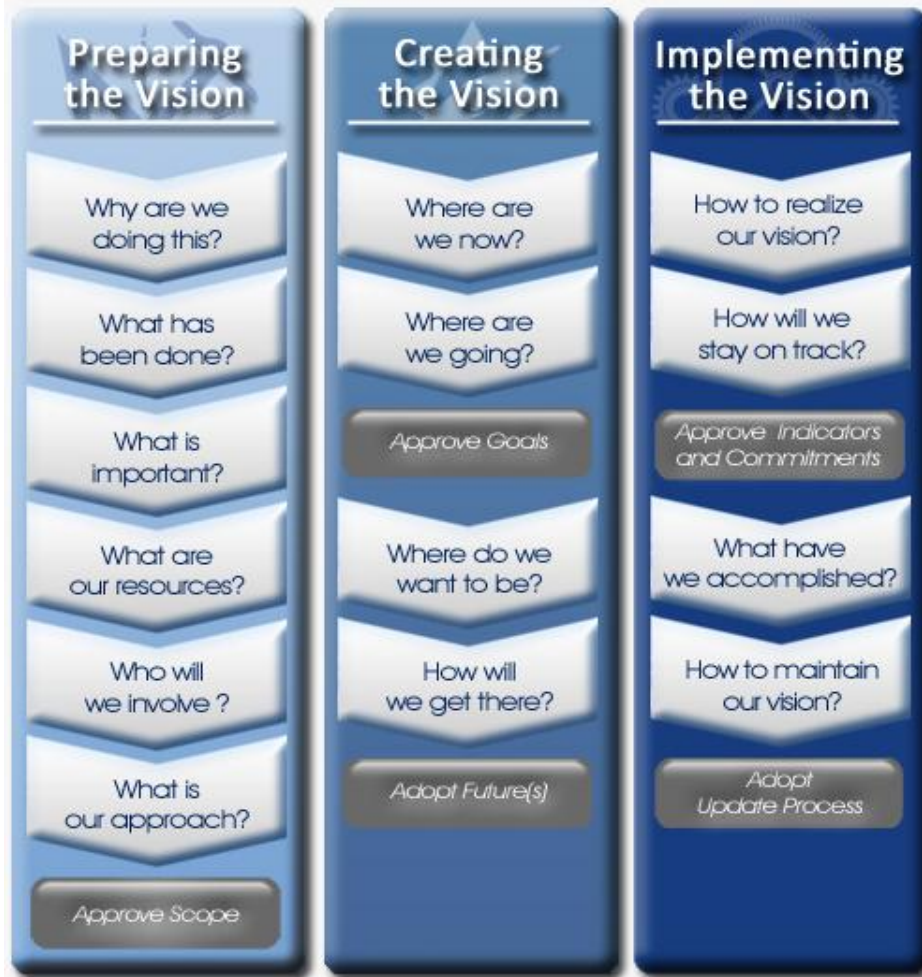 Preparing
the Vision
Why are we
doing this?
What has
been done?
What is
important?
What are
our resources?
Who will
we involve ?
What is
our approach?
Approve Scope
Creating
the Vision
Where are
we now?
Where are
we going?
Approve Goals
Where do we
want to be?
How will
we get there?
Adopt Future(s)
Implementing
the Vision
How to realize
our vision?
How will we
stay on track?
Approve Indicators
and Commitments
What have
we accomplished?
How to maintain
our vision?
Adopt
Update Process